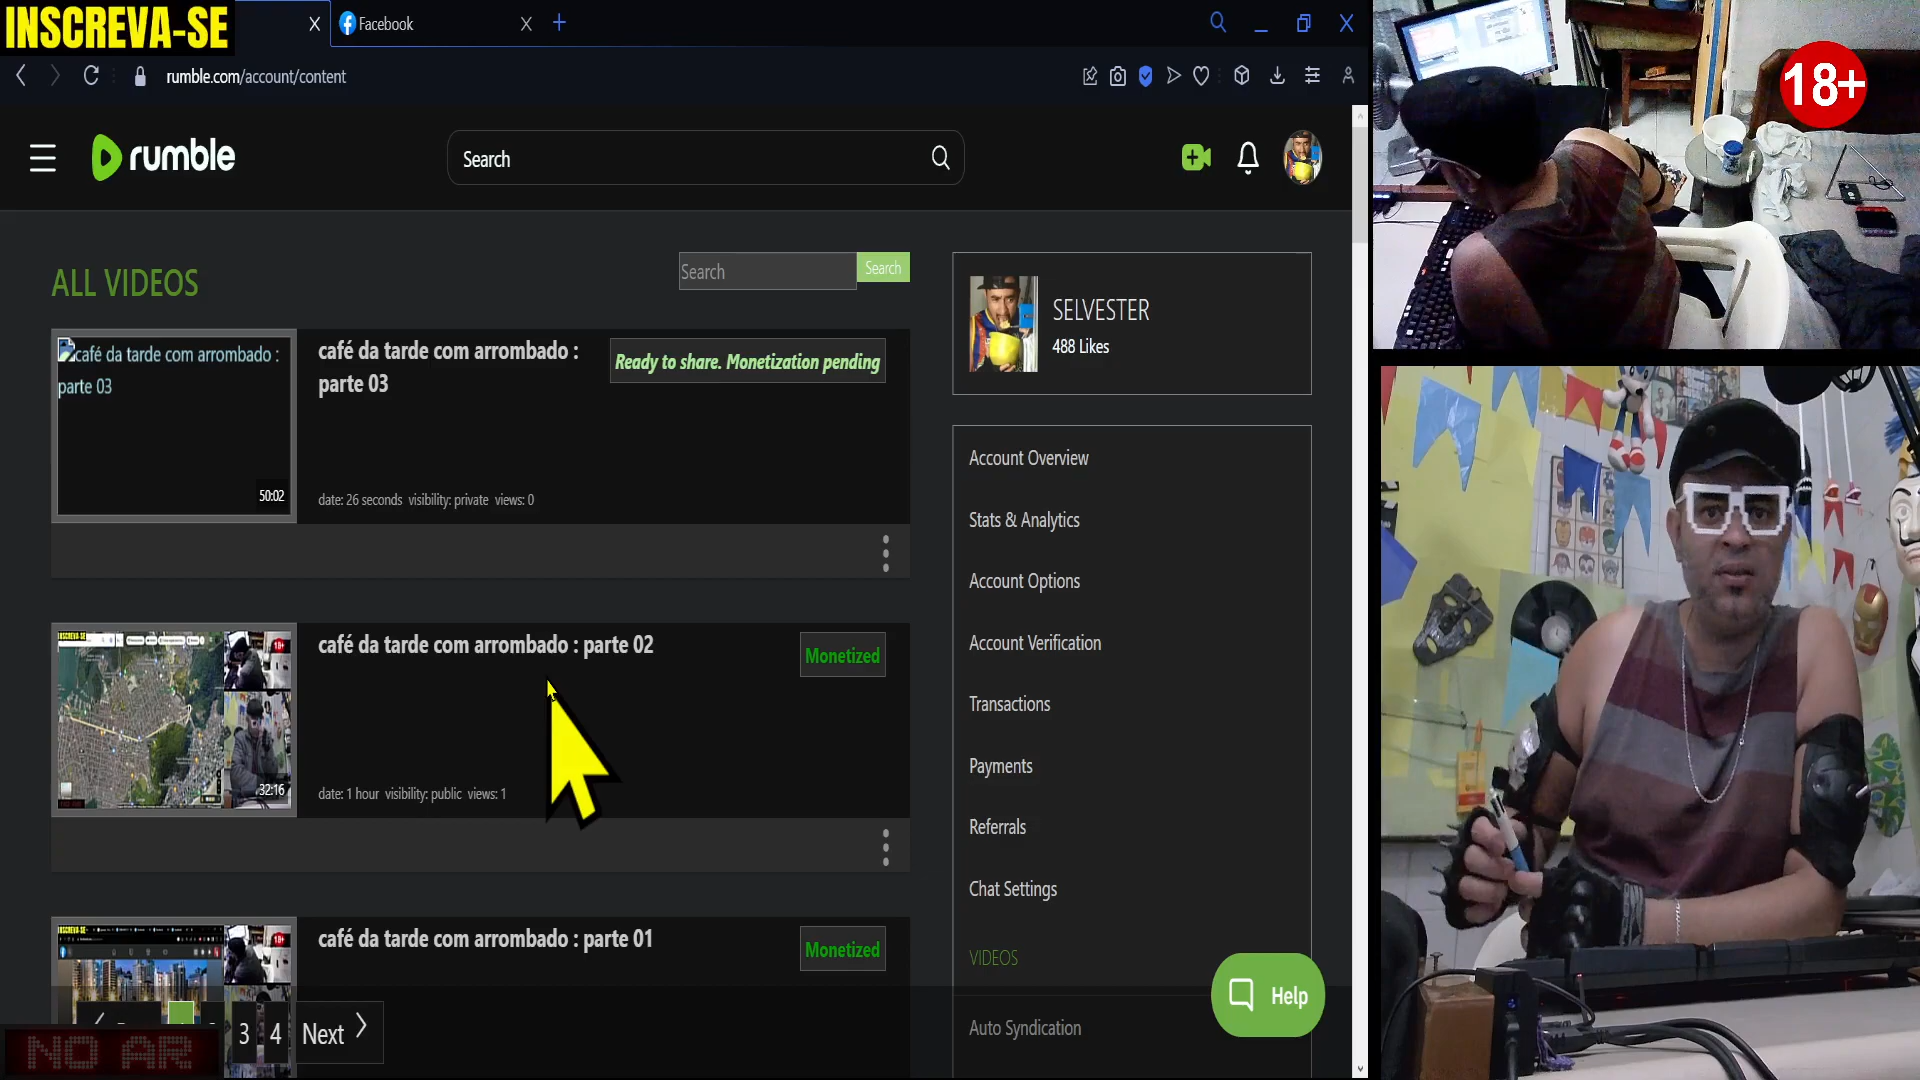 INSCREVA-SE
Facebook
rumble.com/account/content
18+
rumble
Search
ALL VIDEOS
Search
Search
SELVESTER
488 Likes
café da tarde com arrombado :
parte 03
50:02
café da tarde com arrombado :
parte 03
Ready to share. Monetization pending
date: 26 seconds visibility: private views: 0
Account Overview
Stats & Analytics
Account Options
Account Verification
Transactions
Payments
Referrals
Chat Settings
VIDEOS
Auto Syndication
café da tarde com arrombado : parte 02
Monetized
32:16
date: 1 hour visibility: public views: 1
café da tarde com arrombado : parte 01
Monetized
3 4 Next
Help
NO AR